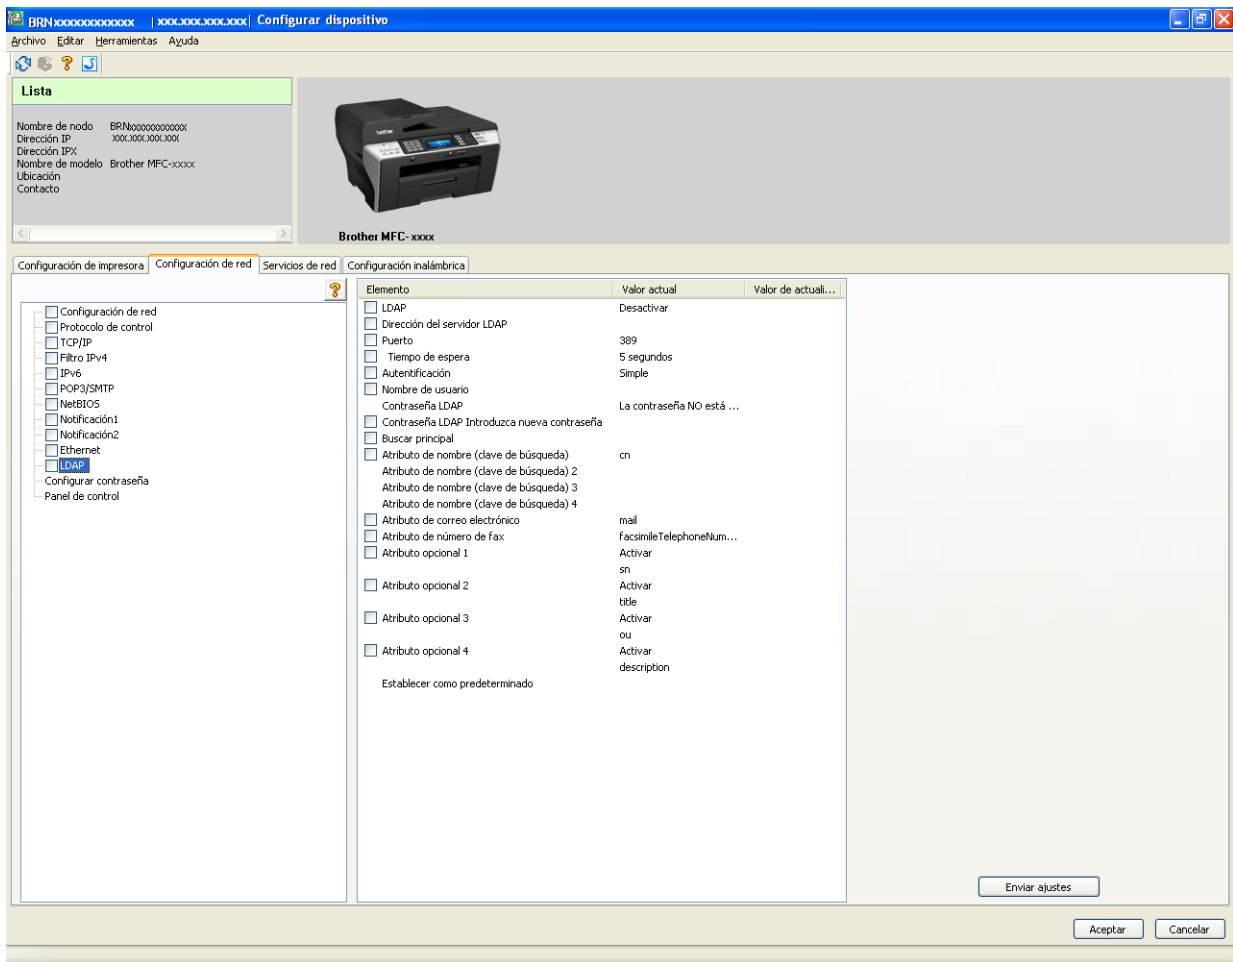 BRNxxxxxxxxxxxx | xxx.xxx.xxx.xxx| Configurar dispositivo
Archivo Editar Herramientas Ayuda
Lista
Nombre de nodo BRNxxxxxxxxxxxx
Dirección IP xxx.xxx.xxx.xxx
Dirección IPX
Nombre de modelo Brother MFC-xxxx
Ubicación
Contacto
brother
Brother MFC-xxxx
Configuración de impresora Configuración de red Servicios de red Configuración inalámbrica
Configuración de red
Protocolo de control
TCP/IP
Filtro IPv4
IPv6
POP3/SMTP
NetBIOS
Notificación1
Notificación2
Ethernet
LDAP
Configurar contraseña
Panel de control
Elemento Valor actual Valor de actuali...
LDAP Desactivar
Dirección del servidor LDAP
Puerto 389
Tiempo de espera 5 segundos
Autentificación Simple
Nombre de usuario
Contraseña LDAP La contraseña NO está ...
Contraseña LDAP Introduzca nueva contraseña
Buscar principal
Atributo de nombre (clave de búsqueda) cn
Atributo de nombre (clave de búsqueda) 2
Atributo de nombre (clave de búsqueda) 3
Atributo de nombre (clave de búsqueda) 4
Atributo de correo electrónico mail
Atributo de número de fax facsimileTelephoneNum...
Atributo opcional 1 Activar
sn
Atributo opcional 2 Activar
title
Atributo opcional 3 Activar
ou
Atributo opcional 4 Activar
description
Establecer como predeterminado
Enviar ajustes
Aceptar Cancelar